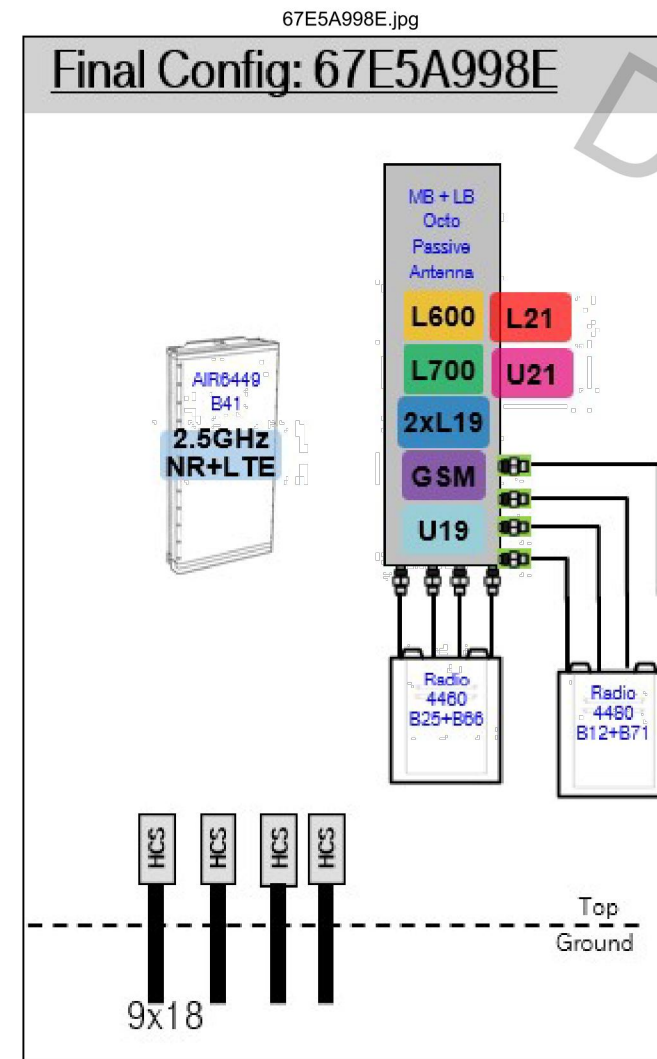 67E5A998E.jpg
Final Config: 67E5A998E
MB + LB
Octo
Passive
Antenna
L600
L21
L700
U21
2xL19
GSM
U19
AIR6449
B41
2.5GHz
NR+LTE
Radio
4460
B25+B66
Radio
4480
B12+B71
HCS
HCS
HCS
HCS
Top
Ground
9x18